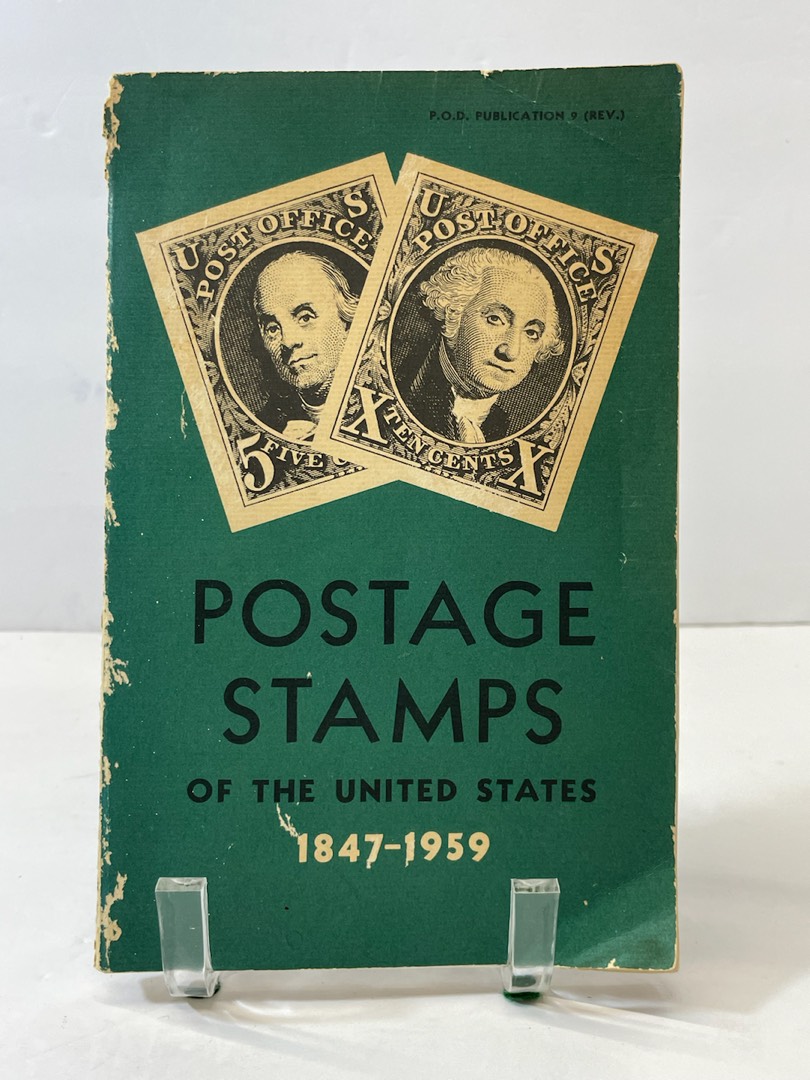 P.O.D. PUBLICATION 9 (REV.)
U S
POST OFFICE
5 FIVE C
U S
POST OFFICE
X TEN CENTS X
POSTAGE
STAMPS
OF THE UNITED STATES
1847-1959